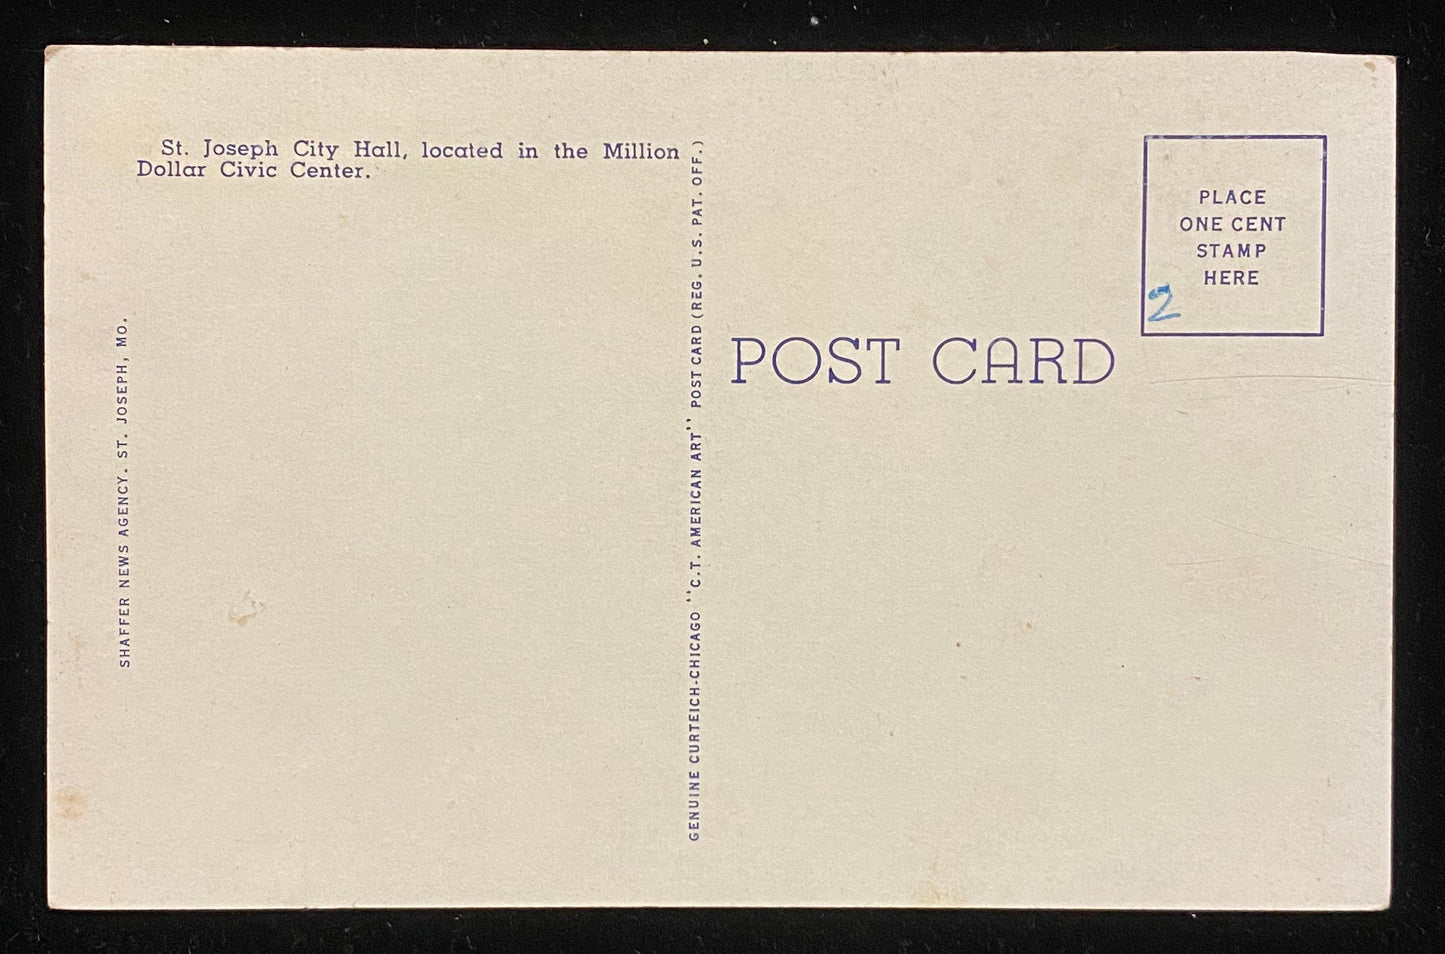 St. Joseph City Hall, located in the Million
Dollar Civic Center.
SHAFFER NEWS AGENCY. ST. JOSEPH, MO.
GENUINE CURTEICH-CHICAGO "C.T. AMERICAN ART" POST CARD (REG. U.S. PAT. OFF.)
POST CARD
PLACE
ONE CENT
STAMP
HERE
2